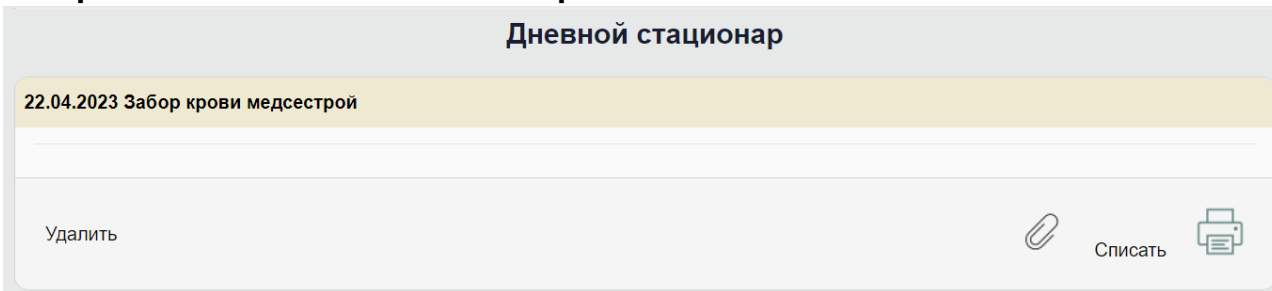 Дневной стационар
22.04.2023 Забор крови медсестрой
Удалить
Списать